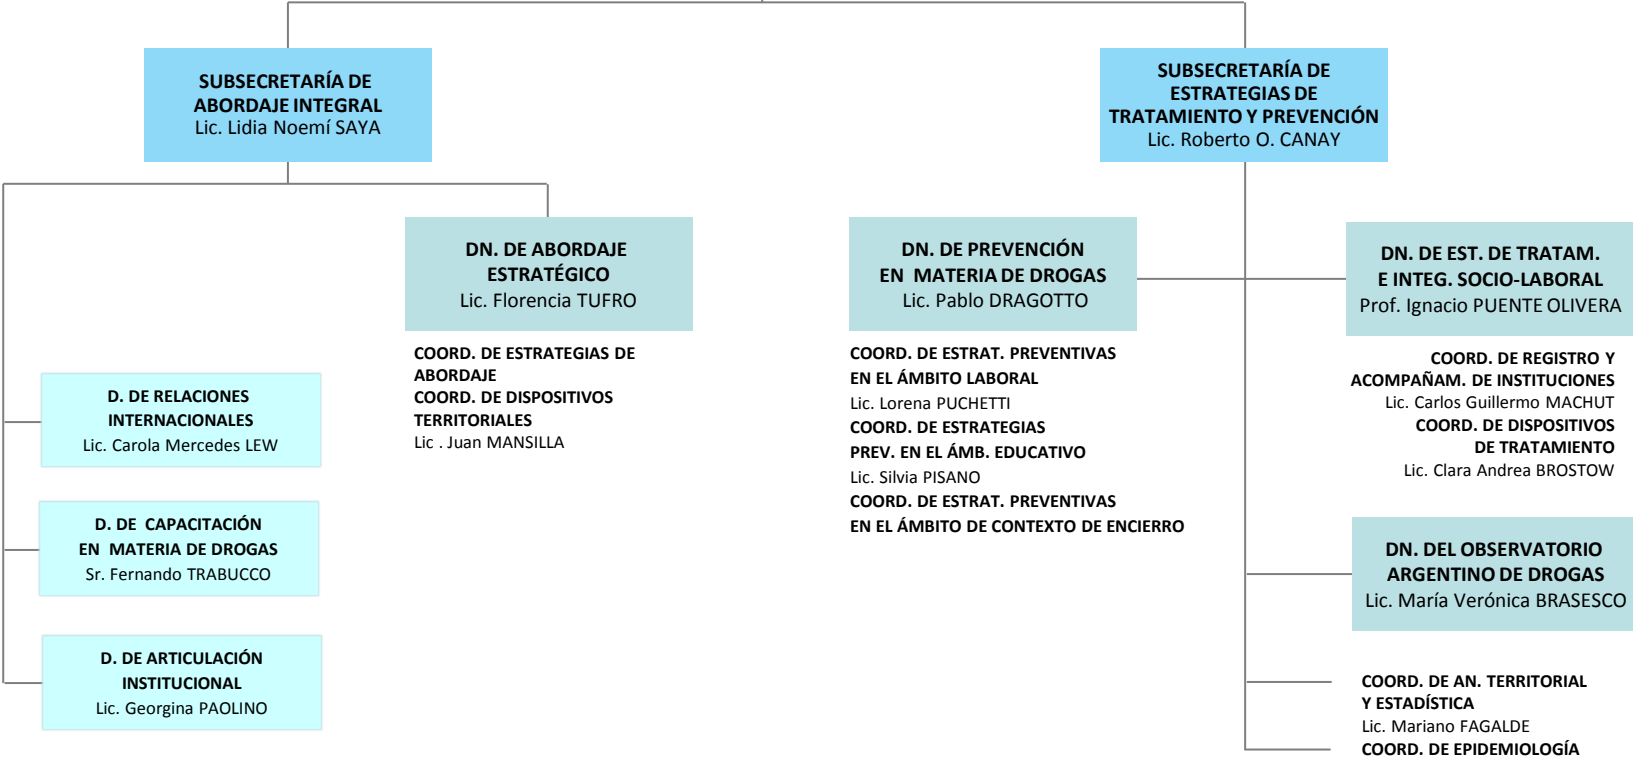 SUBSECRETARÍA DE
ABORDAJE INTEGRAL
Lic. Lidia Noemí SAYA
SUBSECRETARÍA DE
ESTRATEGIAS DE
TRATAMIENTO Y PREVENCIÓN
Lic. Roberto O. CANAY
DN. DE ABORDAJE
ESTRATÉGICO
Lic. Florencia TUFRO
COORD. DE ESTRATEGIAS DE
ABORDAJE
COORD. DE DISPOSITIVOS
TERRITORIALES
Lic . Juan MANSILLA
D. DE RELACIONES
INTERNACIONALES
Lic. Carola Mercedes LEW
D. DE CAPACITACIÓN
EN MATERIA DE DROGAS
Sr. Fernando TRABUCCO
D. DE ARTICULACIÓN
INSTITUCIONAL
Lic. Georgina PAOLINO
DN. DE PREVENCIÓN
EN MATERIA DE DROGAS
Lic. Pablo DRAGOTTO
COORD. DE ESTRAT. PREVENTIVAS
EN EL ÁMBITO LABORAL
Lic. Lorena PUCHETTI
COORD. DE ESTRATEGIAS
PREV. EN EL ÁMB. EDUCATIVO
Lic. Silvia PISANO
COORD. DE ESTRAT. PREVENTIVAS
EN EL ÁMBITO DE CONTEXTO DE ENCIERRO
DN. DE EST. DE TRATAM.
E INTEG. SOCIO-LABORAL
Prof. Ignacio PUENTE OLIVERA
COORD. DE REGISTRO Y
ACOMPAÑAM. DE INSTITUCIONES
Lic. Carlos Guillermo MACHUT
COORD. DE DISPOSITIVOS
DE TRATAMIENTO
Lic. Clara Andrea BROSTOW
DN. DEL OBSERVATORIO
ARGENTINO DE DROGAS
Lic. María Verónica BRASESCO
COORD. DE AN. TERRITORIAL
Y ESTADÍSTICA
Lic. Mariano FAGALDE
COORD. DE EPIDEMIOLOGÍA